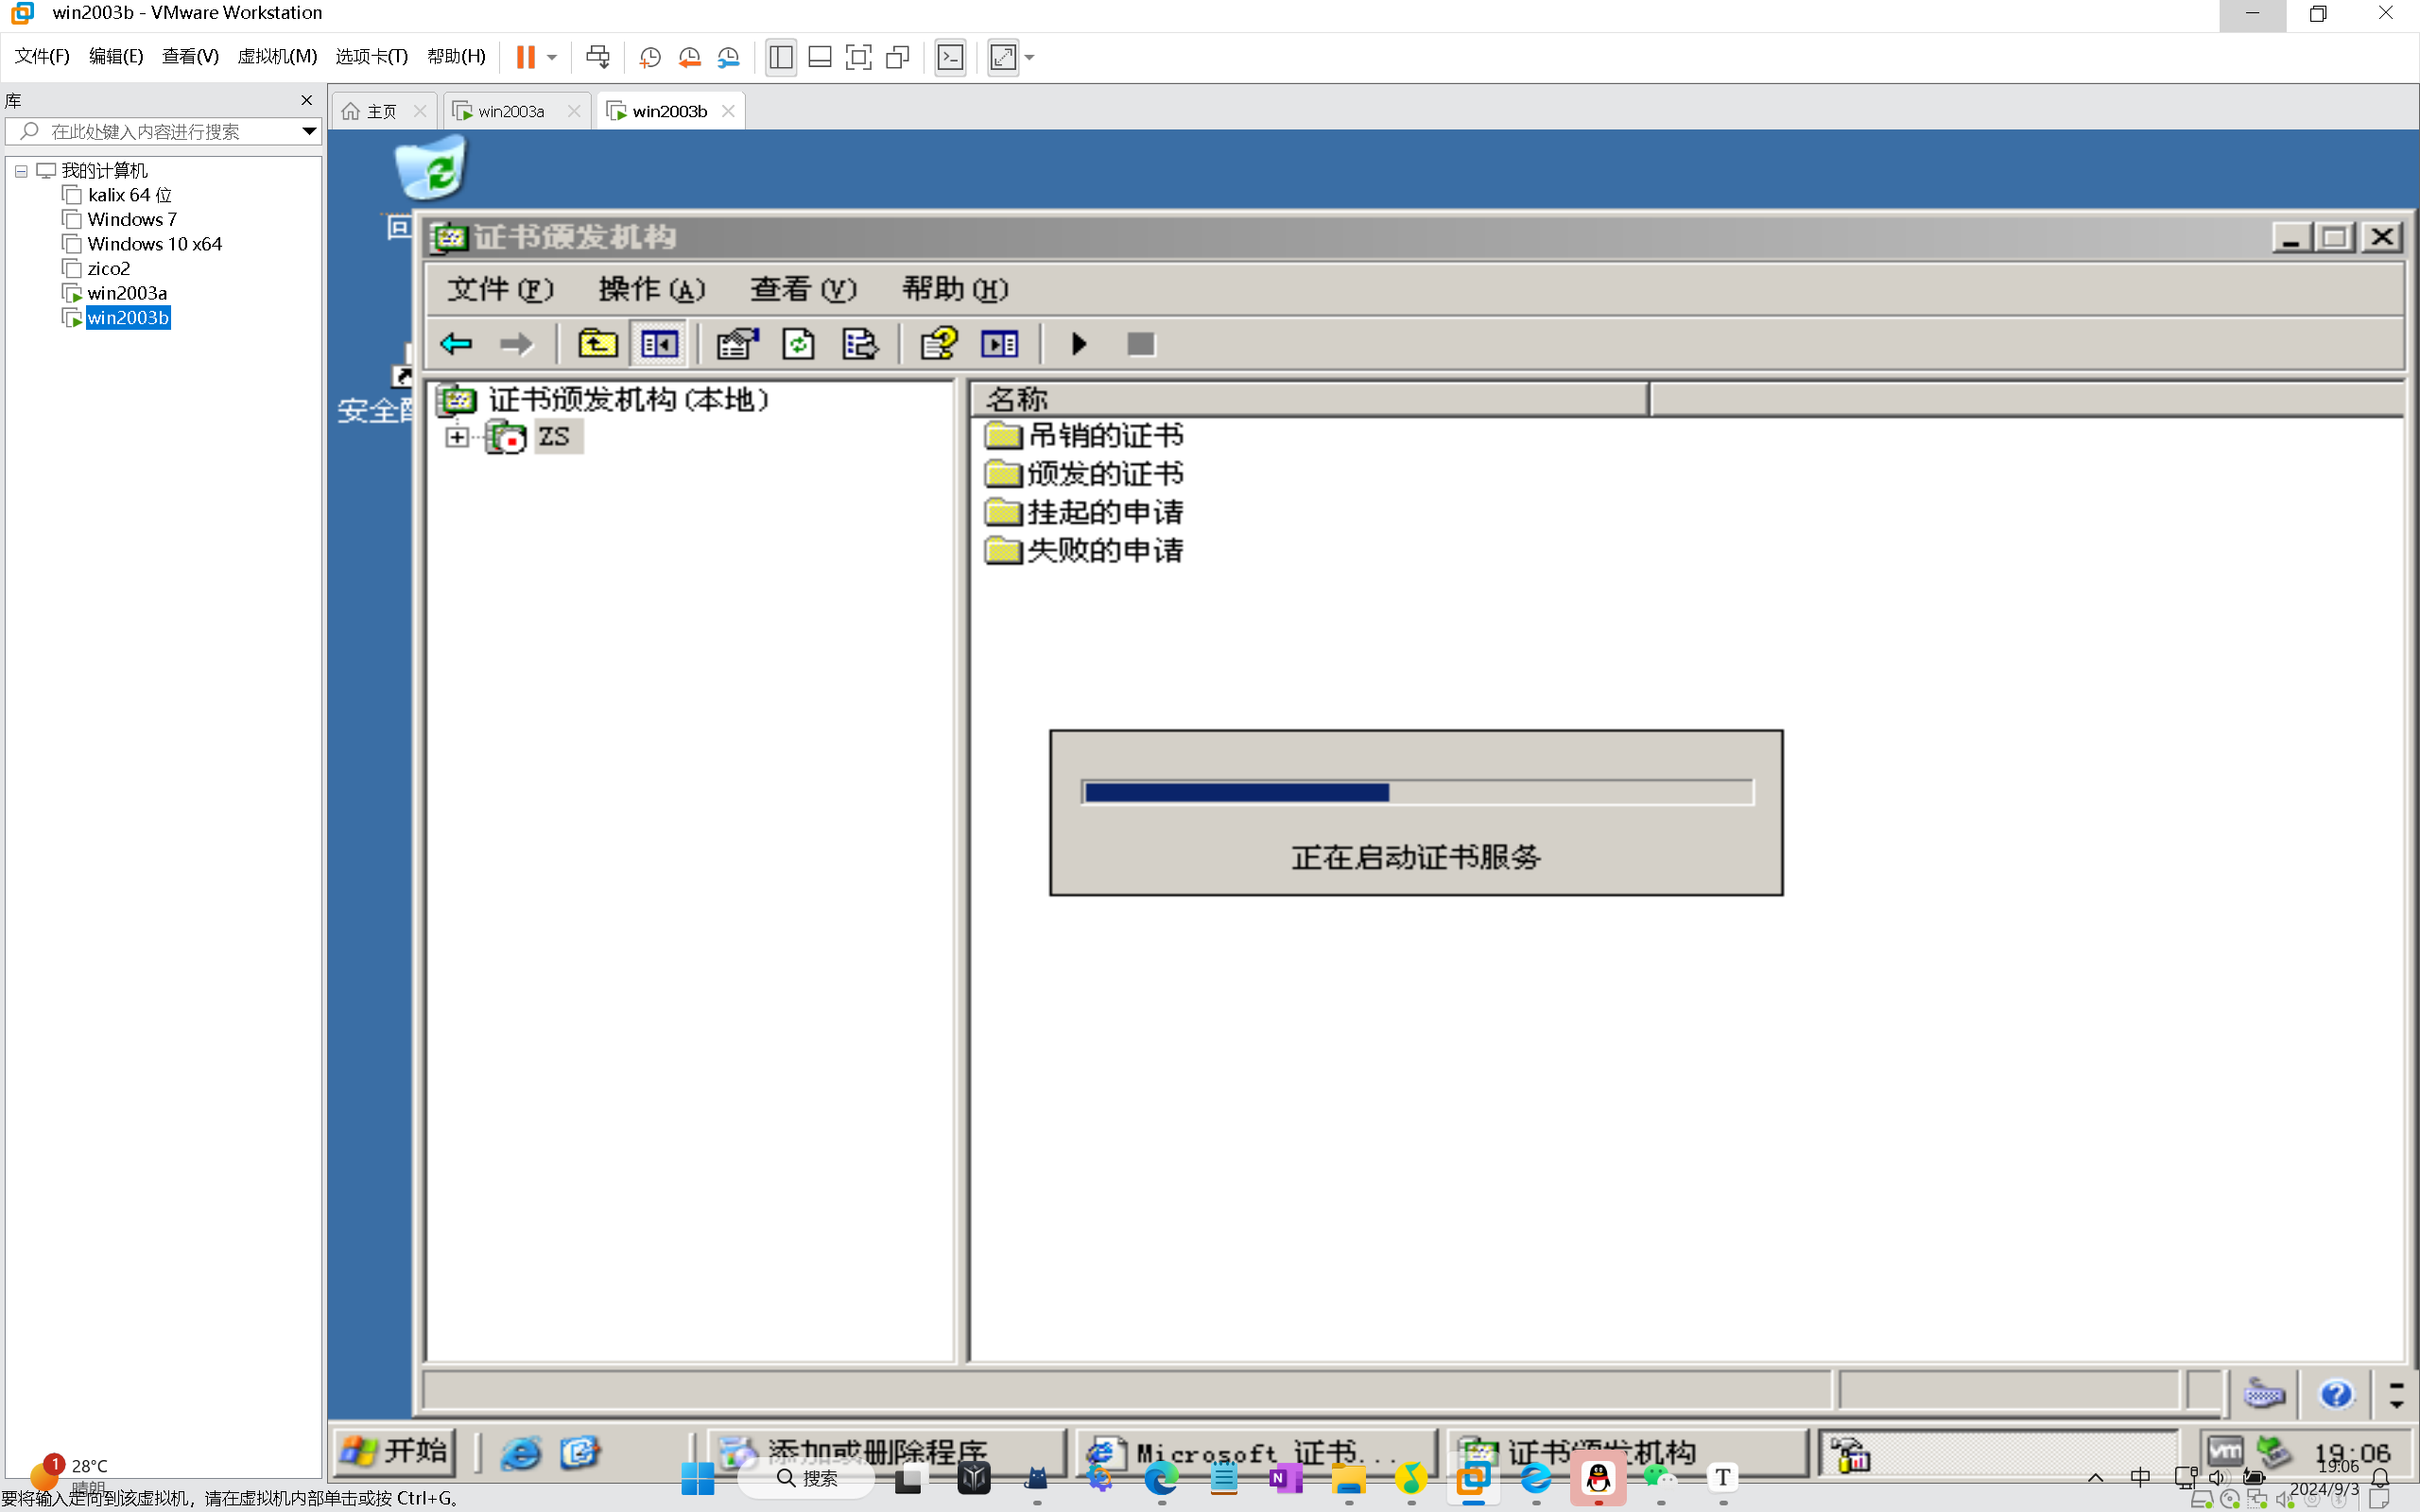 win2003b - VMware Workstation
文件(F) 编辑(E) 查看(V) 虚拟机(M) 选项卡(T) 帮助(H)
库
在此处键入内容进行搜索
我的计算机
kalix 64 位
Windows 7
Windows 10 x64
zico2
win2003a
win2003b
主页 win2003a win2003b
回
安全
证书颁发机构
文件(F) 操作(A) 查看(V) 帮助(H)
证书颁发机构(本地)
ZS
名称
吊销的证书
颁发的证书
挂起的申请
失败的申请
正在启动证书服务
开始 添加或删除程序 Microsoft 证书... 证书颁发机构 vm 19:06
1 28°C
晴朗
搜索
N
T
中
19:06
2024/9/3
要将输入定向到该虚拟机，请在虚拟机内部单击或按 Ctrl+G。